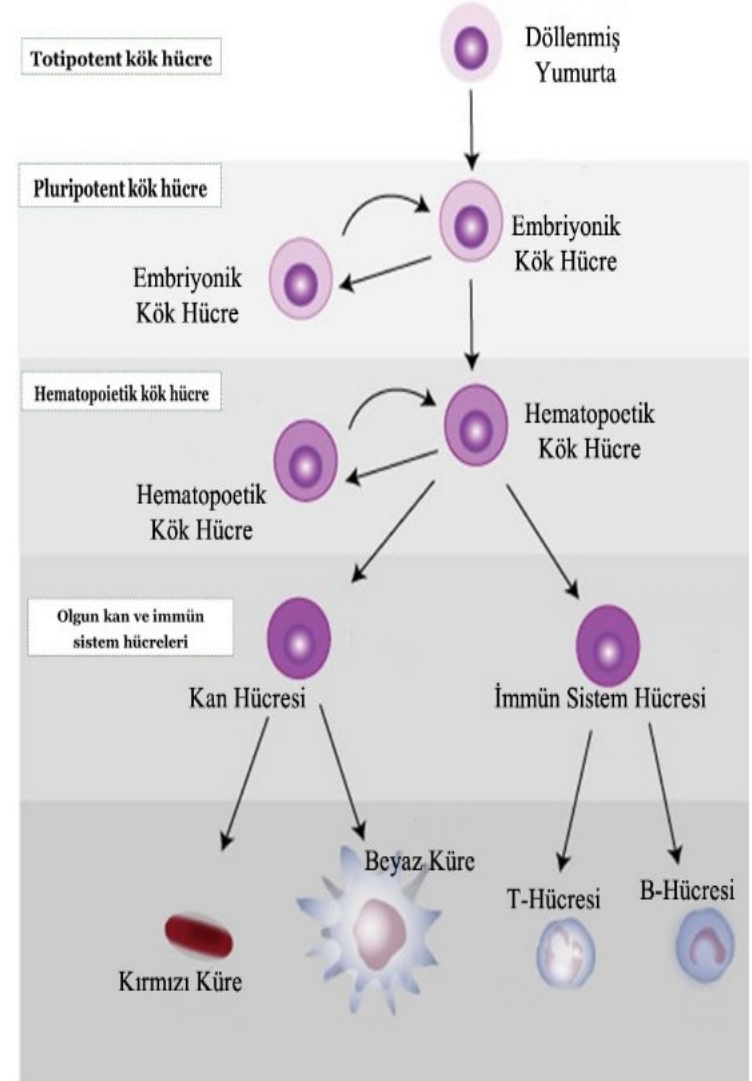 Totipotent kök hücre
Döllenmiş
Yumurta
Pluripotent kök hücre
Embriyonik
Kök Hücre
Embriyonik
Kök Hücre
Hematopoietik kök hücre
Hematopoetik
Kök Hücre
Hematopoetik
Kök Hücre
Olgun kan ve immün
sistem hücreleri
Kan Hücresi
İmmün Sistem Hücresi
Beyaz Küre
T-Hücresi
B-Hücresi
Kırmızı Küre